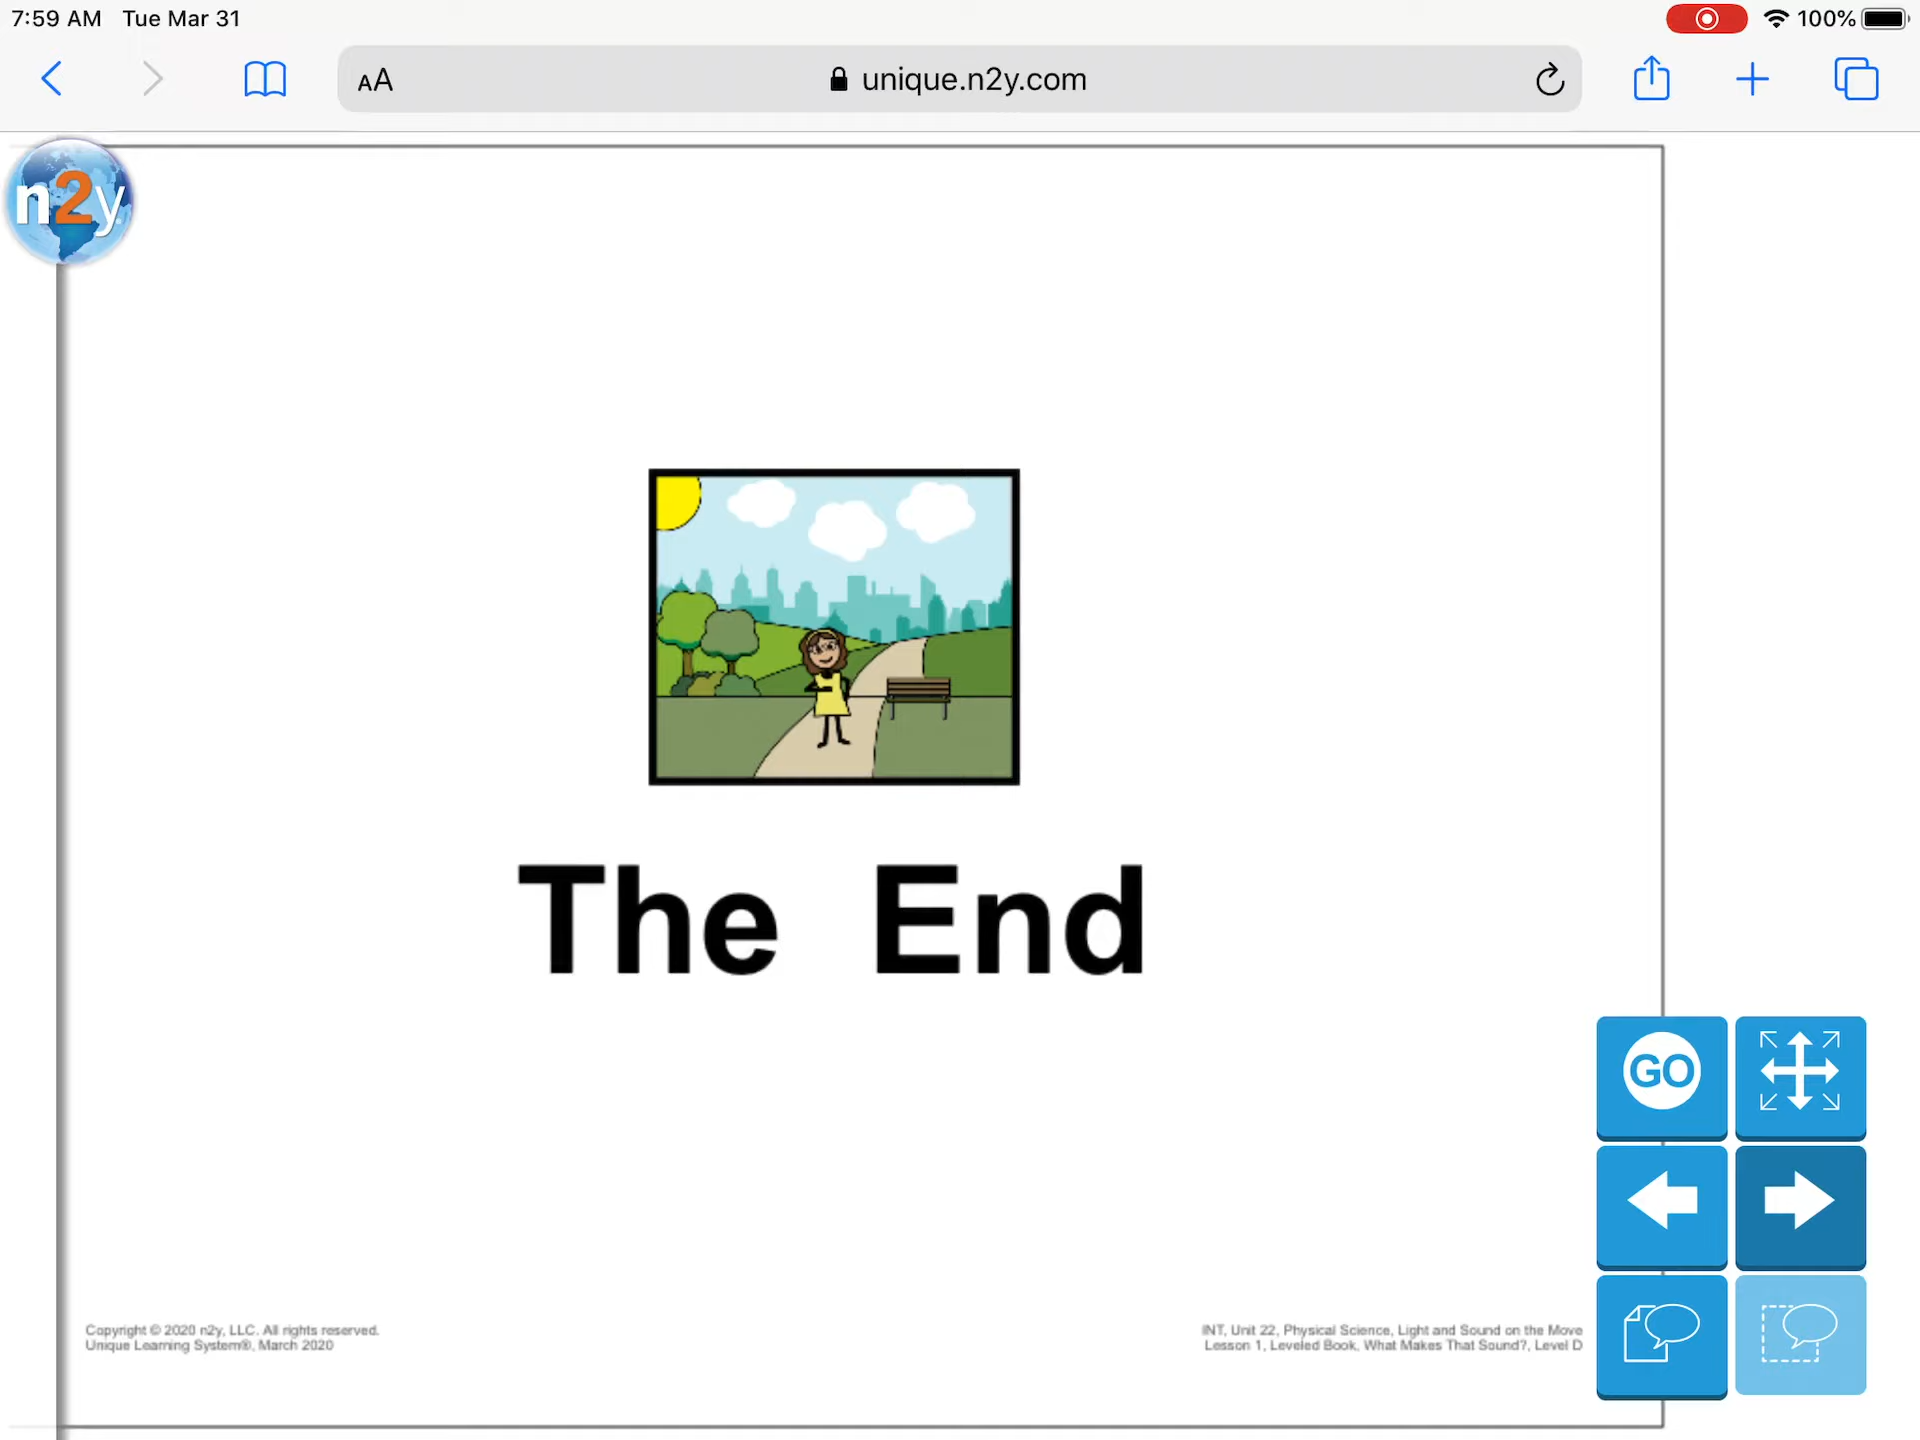 7:59 AM Tue Mar 31
100%
AA
unique.n2y.com
n2y
The End
GO
Copyright © 2020 n2y, LLC. All rights reserved.
Unique Learning System®, March 2020
INT, Unit 22, Physical Science, Light and Sound on the Move
Lesson 1, Leveled Book, What Makes That Sound?, Level D